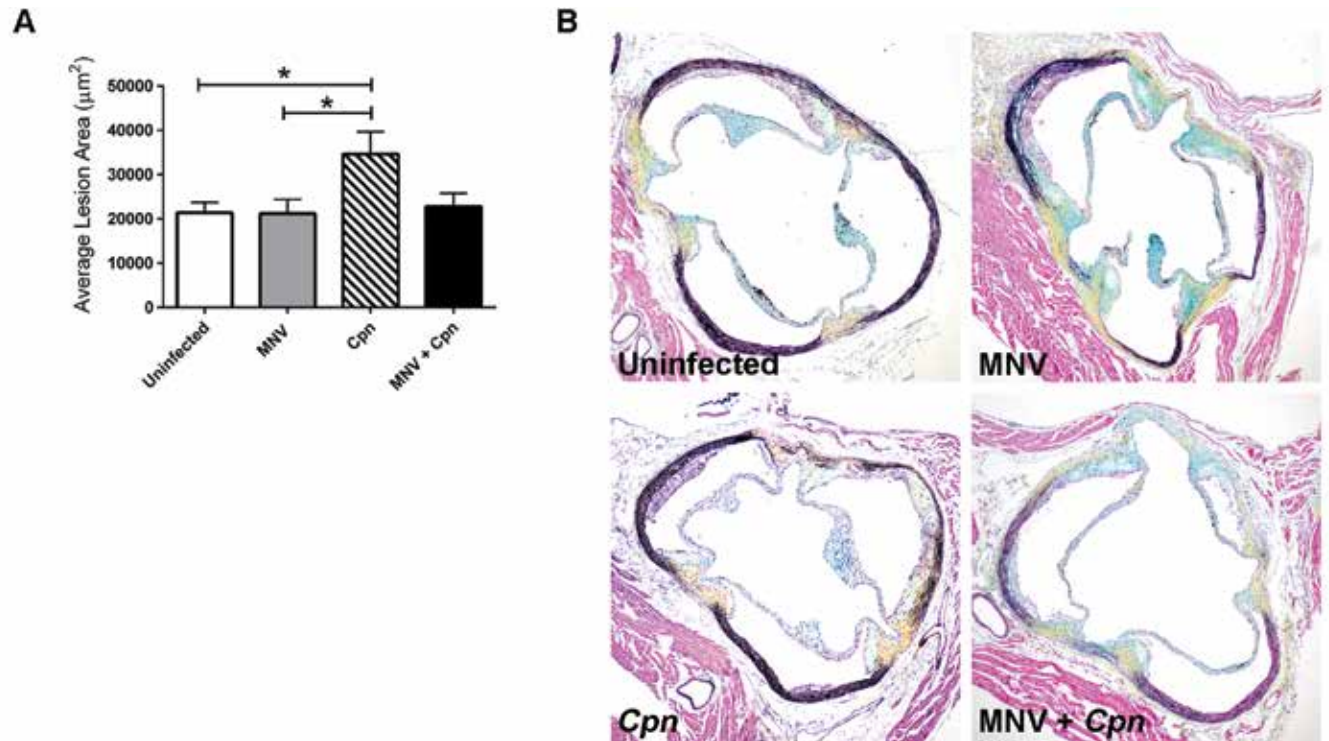 A
B
*
*
50000
40000
30000
20000
10000
0
Average Lesion Area (μm²)
Uninfected
MNV
Cpn
MNV + Cpn
Uninfected
MNV
Cpn
MNV + Cpn